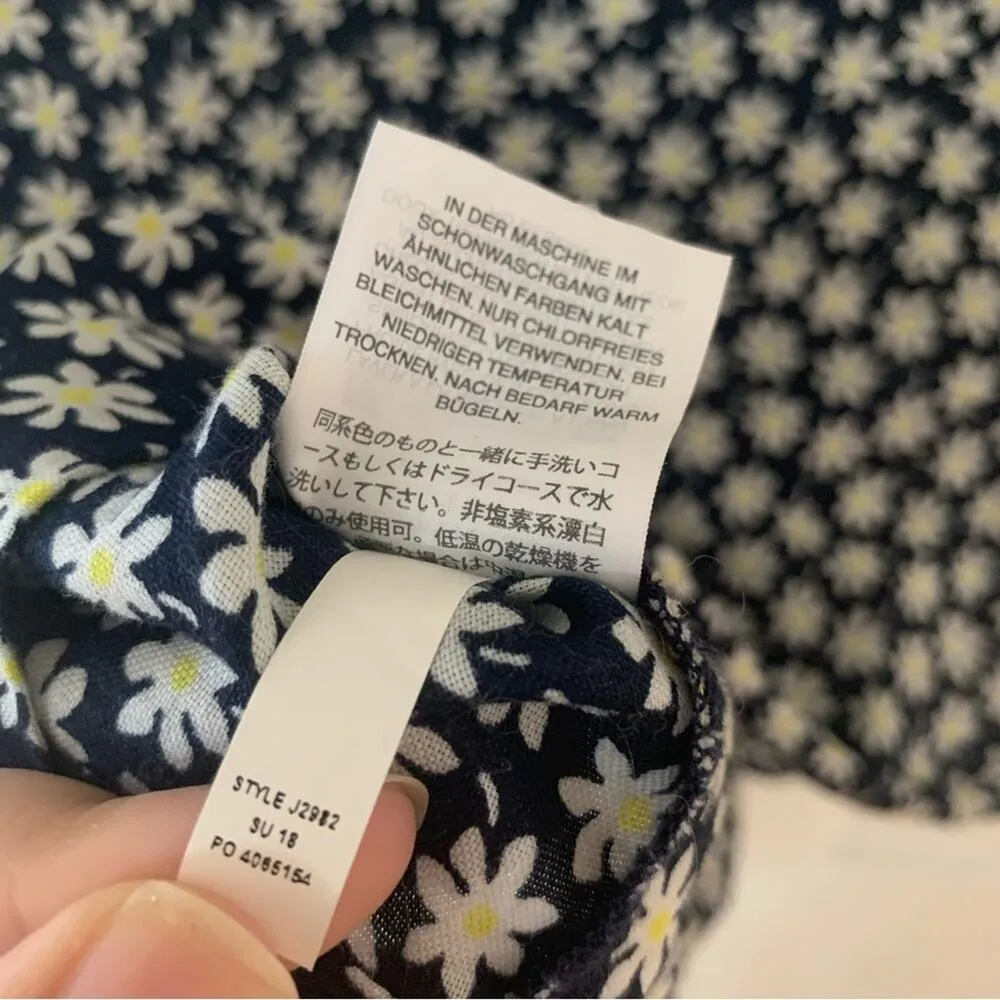 IN DER MASCHINE IM
SCHONWASCHGANG MIT
ÄHNLICHEN FARBEN KALT
WASCHEN. NUR CHLORFREIES
BLEICHMITTEL VERWENDEN. BEI
NIEDRIGER TEMPERATUR
TROCKNEN. NACH BEDARF WARM
BÜGELN.
同系色のものと一緒に手洗いコ
ースもしくはドライコースで水
洗いして下さい。非塩素系漂白
のみ使用可。低温の乾燥機を
場合は
STYLE J2982
SU 18
PO 4065154